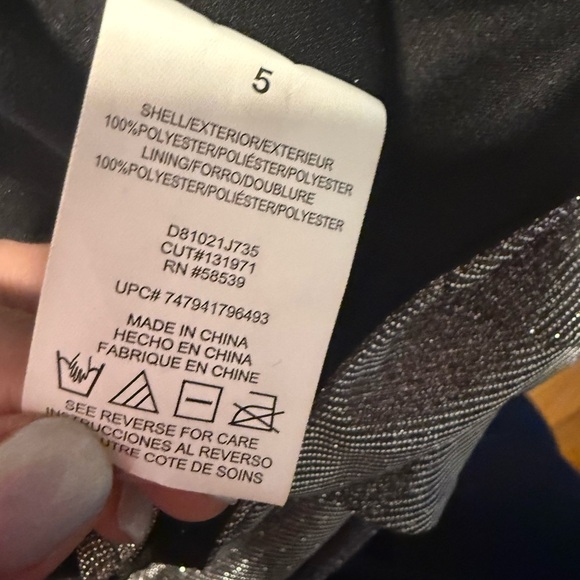 5
SHELL/EXTERIOR/EXTERIEUR
100%POLYESTER/POLIÉSTER/POLYESTER
LINING/FORRO/DOUBLURE
100%POLYESTER/POLIÉSTER/POLYESTER
D81021J735
CUT#131971
RN #58539
UPC# 747941796493
MADE IN CHINA
HECHO EN CHINA
FABRIQUE EN CHINE
SEE REVERSE FOR CARE
INSTRUCCIONES AL REVERSO
AUTRE COTE DE SOINS